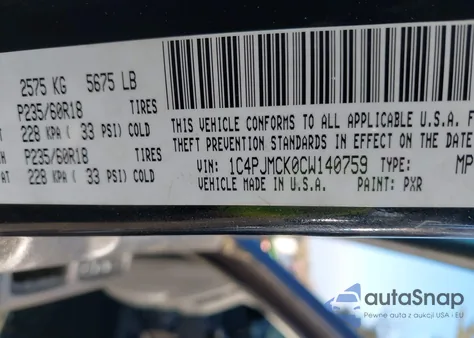 2575 KG 5675 LB
P235/60R18 TIRES
228 KPA ( 33 PSI) COLD
P235/60R18 TIRES
AT 228 KPA ( 33 PSI) COLD
THIS VEHICLE CONFORMS TO ALL APPLICABLE U.S.A. F
THEFT PREVENTION STANDARDS IN EFFECT ON THE DATE
VIN: 1C4PJMCK0CW140759 TYPE: MP
VEHICLE MADE IN U.S.A. PAINT: PXR
autoSnap
Pewne auta z aukcji USA i EU